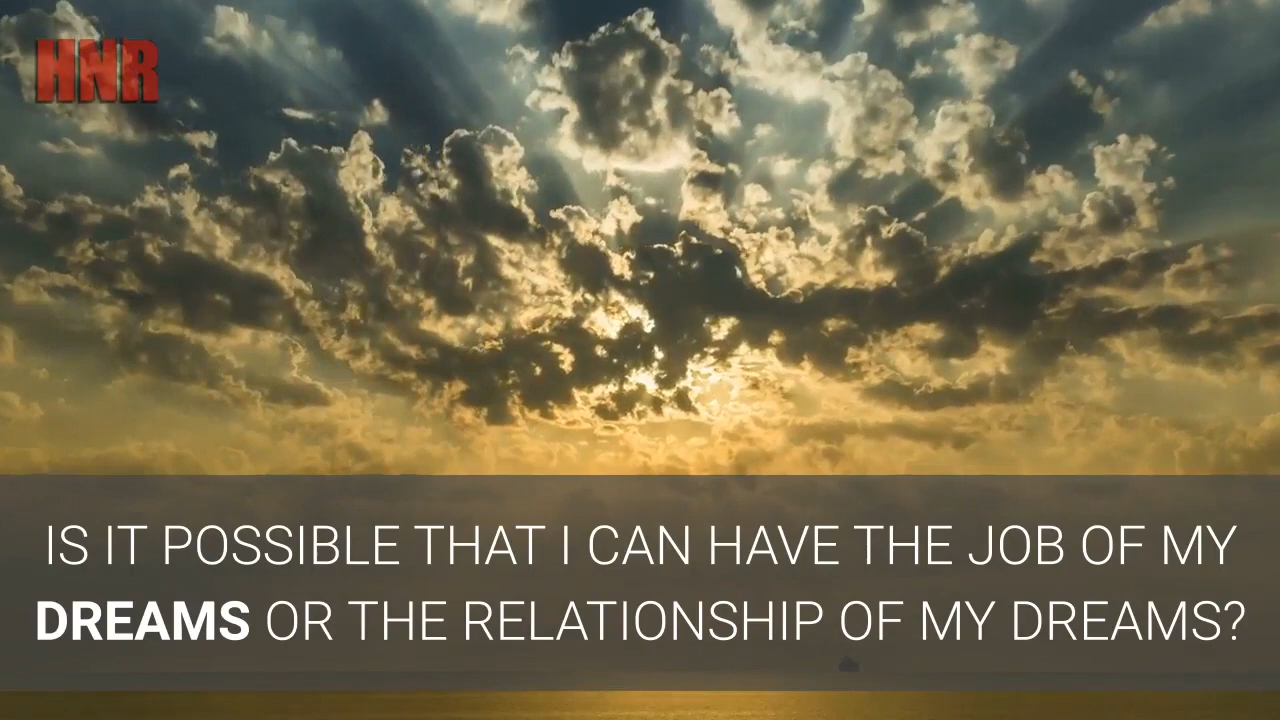 HNR
IS IT POSSIBLE THAT I CAN HAVE THE JOB OF MY
DREAMS OR THE RELATIONSHIP OF MY DREAMS?